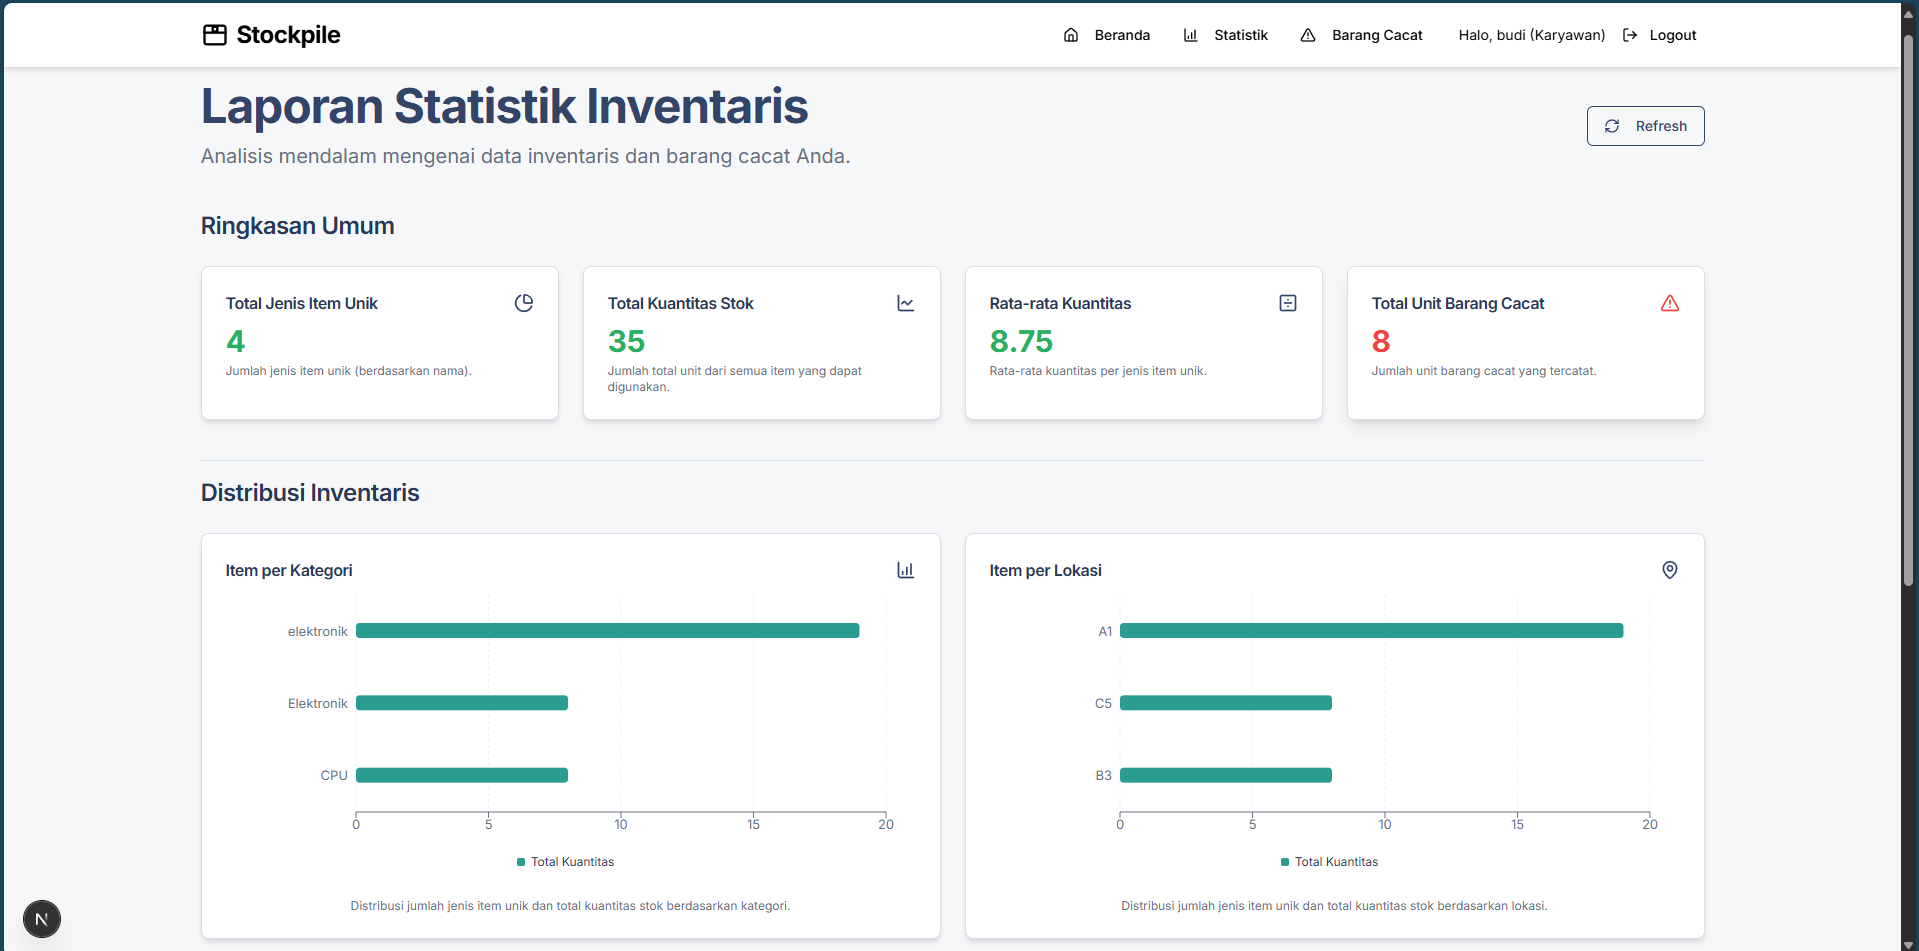 Stockpile
Beranda
Statistik
Barang Cacat
Halo, budi (Karyawan)
Logout
Laporan Statistik Inventaris
Analisis mendalam mengenai data inventaris dan barang cacat Anda.
Refresh
Ringkasan Umum
Total Jenis Item Unik
4
Jumlah jenis item unik (berdasarkan nama).
Total Kuantitas Stok
35
Jumlah total unit dari semua item yang dapat
digunakan.
Rata-rata Kuantitas
8.75
Rata-rata kuantitas per jenis item unik.
Total Unit Barang Cacat
8
Jumlah unit barang cacat yang tercatat.
Distribusi Inventaris
Item per Kategori
elektronik
Elektronik
CPU
0 5 10 15 20
Total Kuantitas
Distribusi jumlah jenis item unik dan total kuantitas stok berdasarkan kategori.
Item per Lokasi
A1
C5
B3
0 5 10 15 20
Total Kuantitas
Distribusi jumlah jenis item unik dan total kuantitas stok berdasarkan lokasi.
N